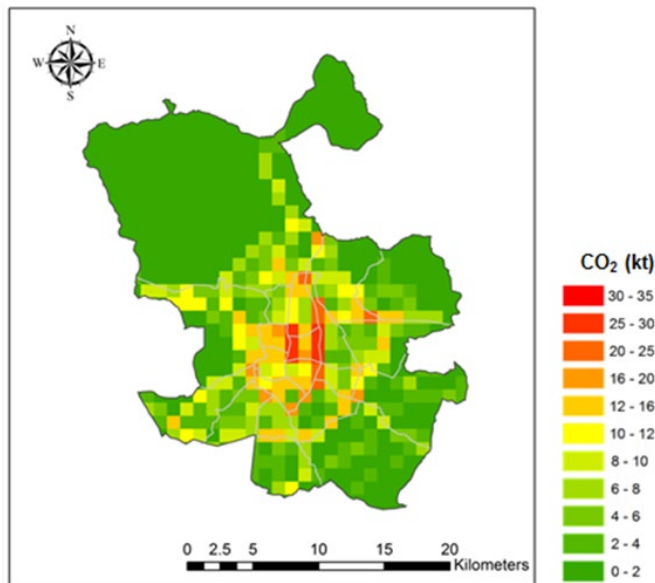 N
W E
S
CO₂ (kt)
30 - 35
25 - 30
20 - 25
16 - 20
12 - 16
10 - 12
8 - 10
6 - 8
4 - 6
2 - 4
0 - 2
0 2.5 5 10 15 20
Kilometers